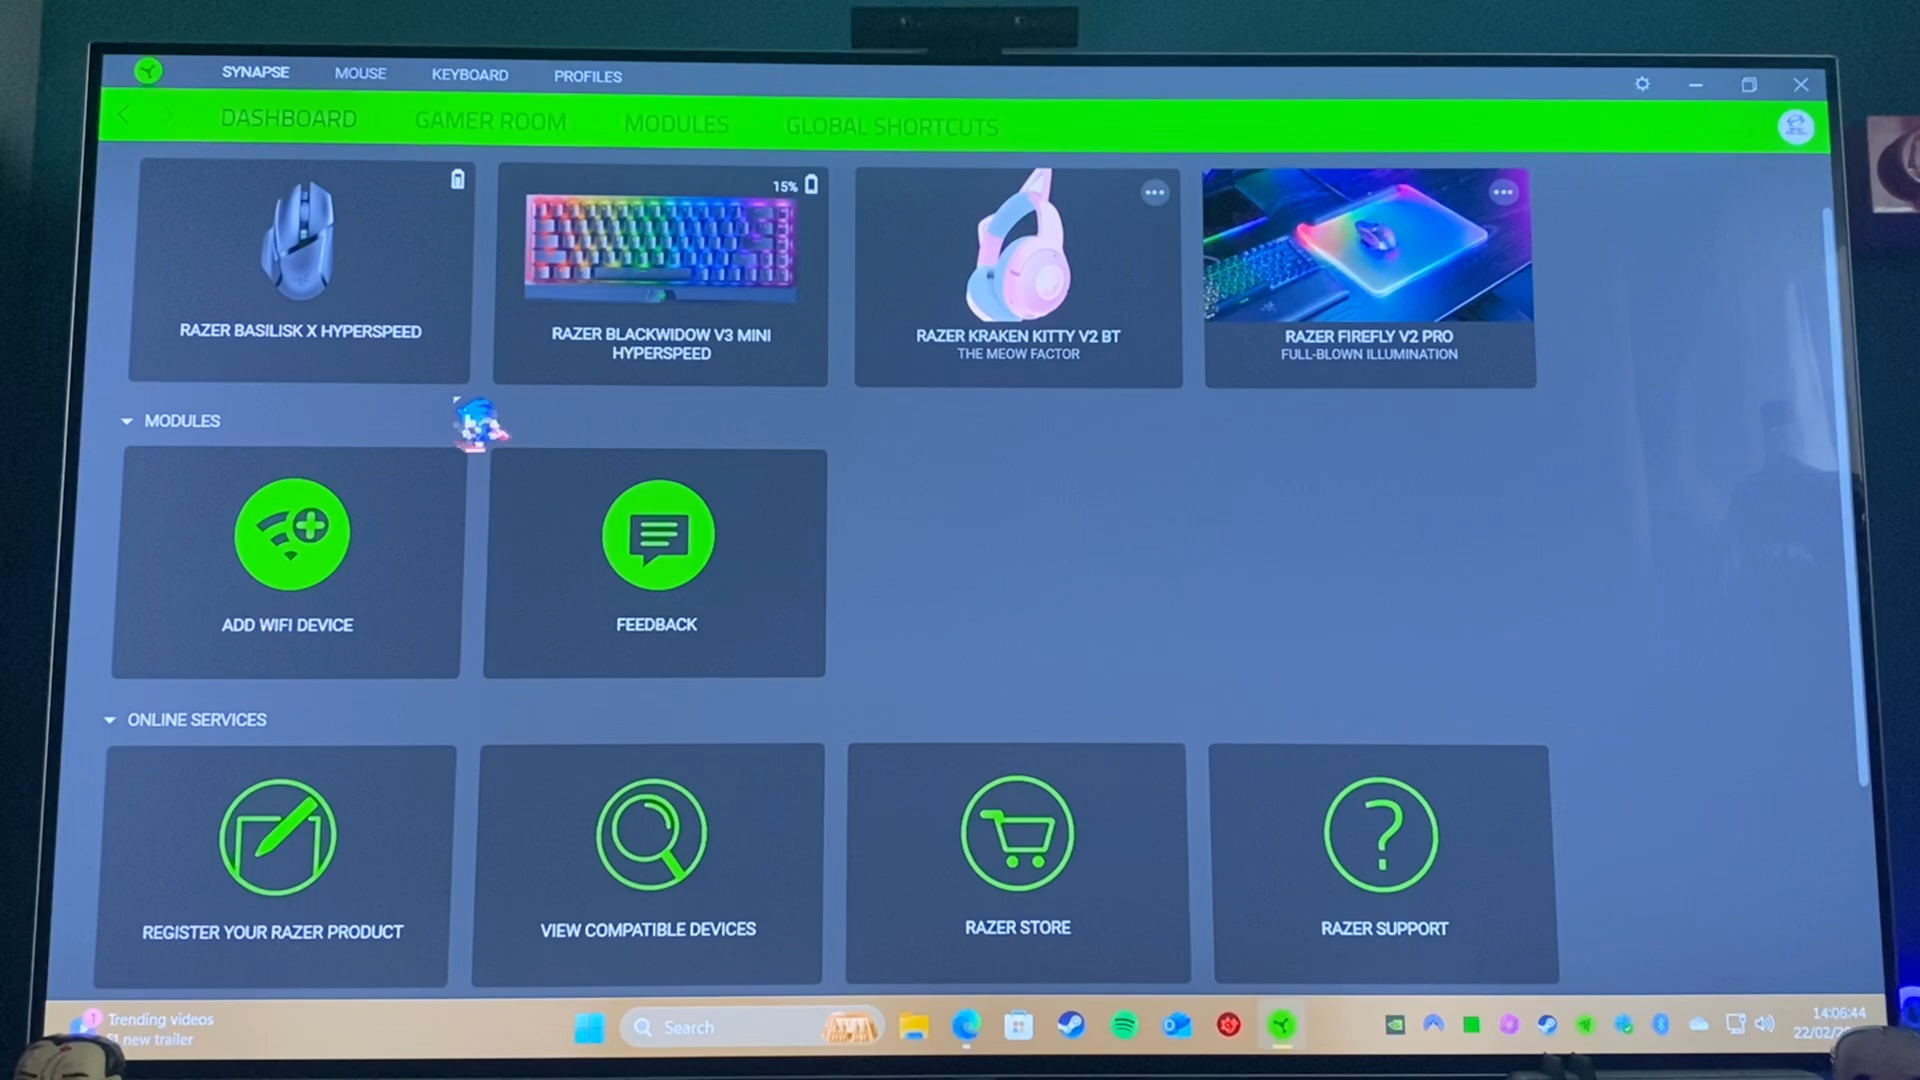 SYNAPSE MOUSE KEYBOARD PROFILES
DASHBOARD GAMER ROOM MODULES GLOBAL SHORTCUTS
15%
RAZER BASILISK X HYPERSPEED
RAZER BLACKWIDOW V3 MINI
HYPERSPEED
RAZER KRAKEN KITTY V2 BT
THE MEOW FACTOR
RAZER FIREFLY V2 PRO
FULL-BLOWN ILLUMINATION
MODULES
ADD WIFI DEVICE
FEEDBACK
ONLINE SERVICES
REGISTER YOUR RAZER PRODUCT
VIEW COMPATIBLE DEVICES
RAZER STORE
RAZER SUPPORT
1
Trending videos
new trailer
Search
14:06:44
22/02/